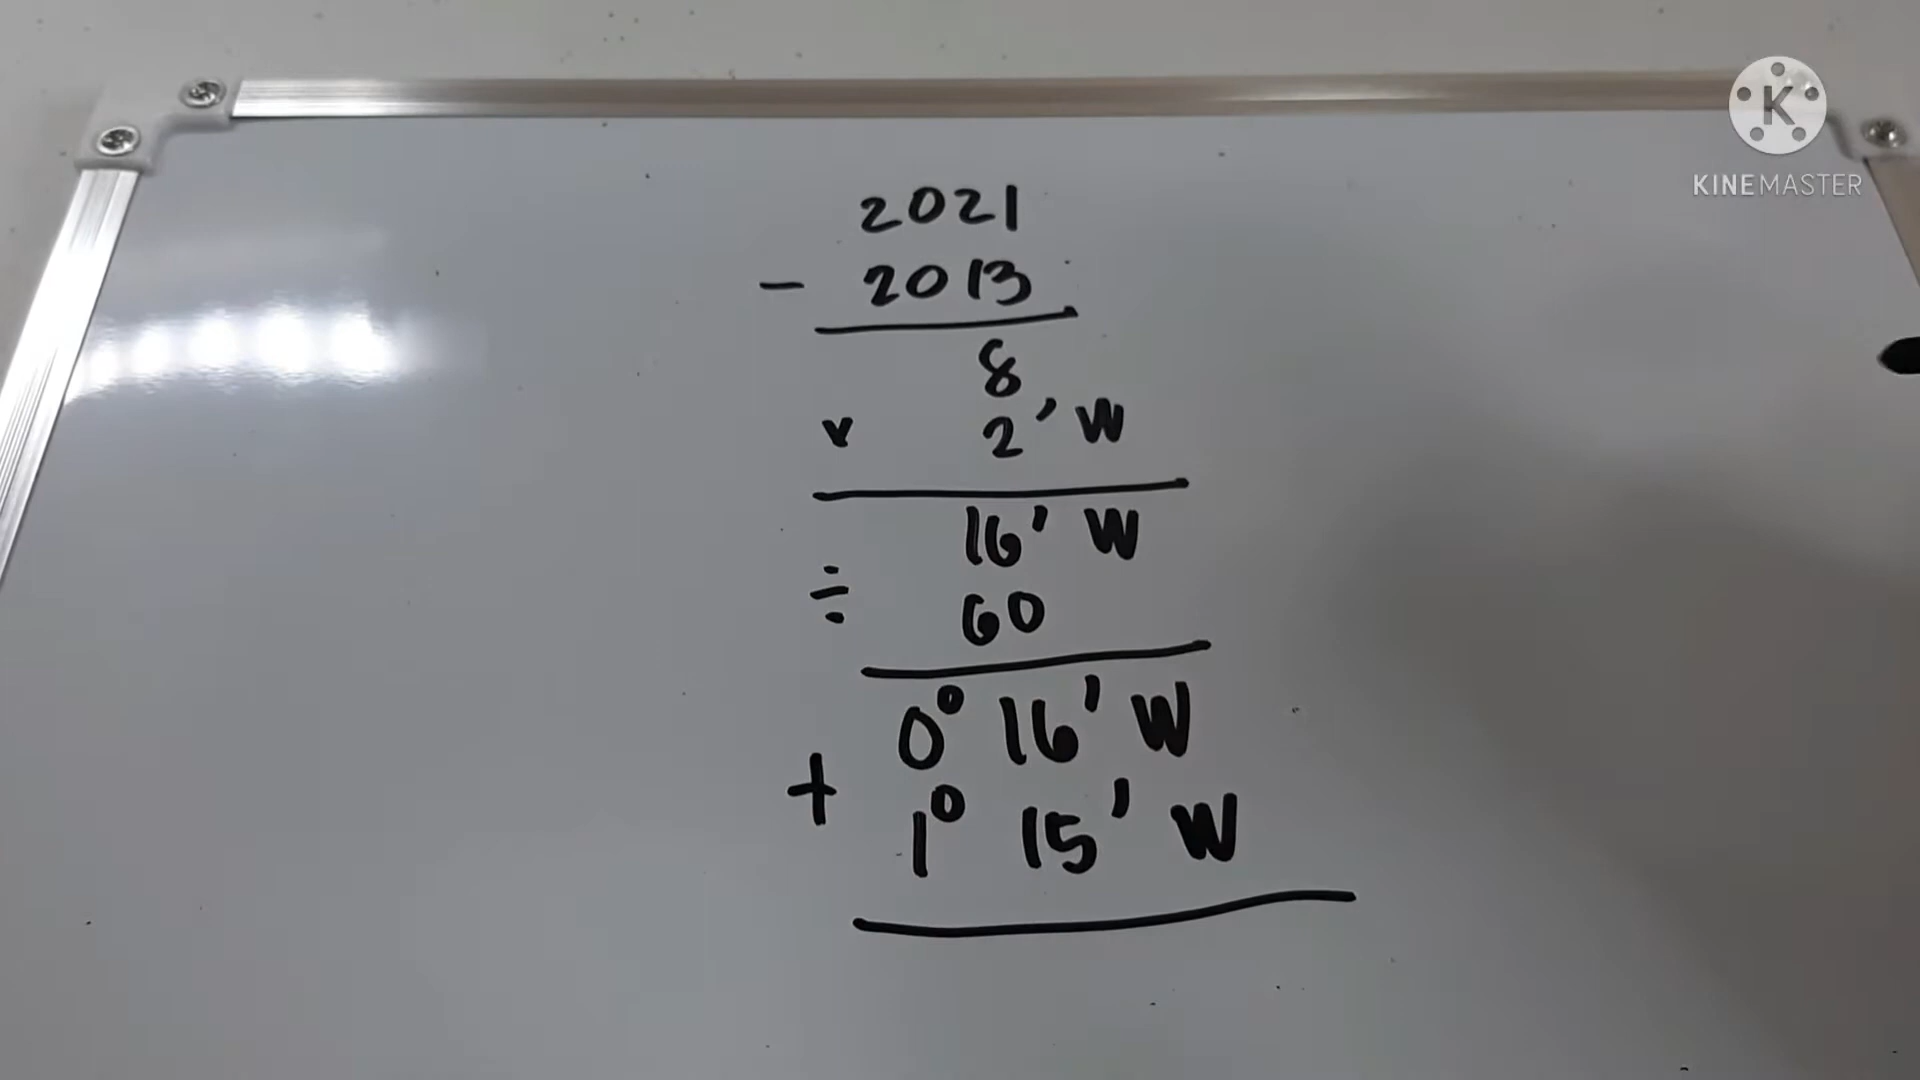 K
KINEMASTER
2021
- 2013
8
x 2' W
16' W
÷ 60
0° 16' W
+ 1° 15' W